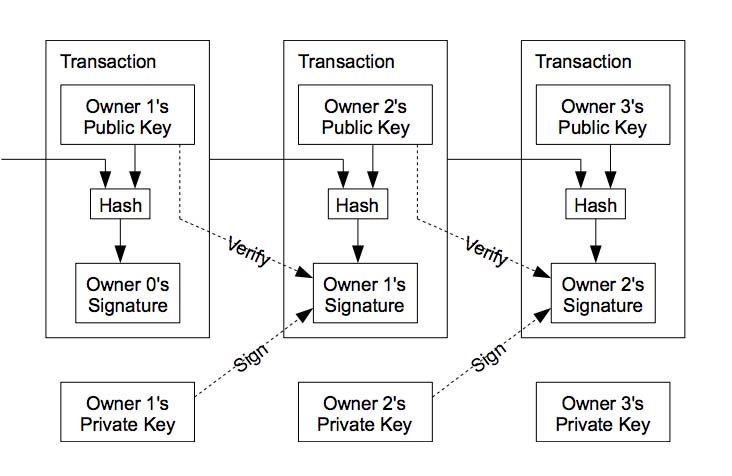 Transaction
Transaction
Transaction
Owner 1's
Public Key
Owner 2's
Public Key
Owner 3's
Public Key
Hash
Hash
Hash
Verify
Verify
Owner 0's
Signature
Owner 1's
Signature
Owner 2's
Signature
Sign
Sign
Owner 1's
Private Key
Owner 2's
Private Key
Owner 3's
Private Key